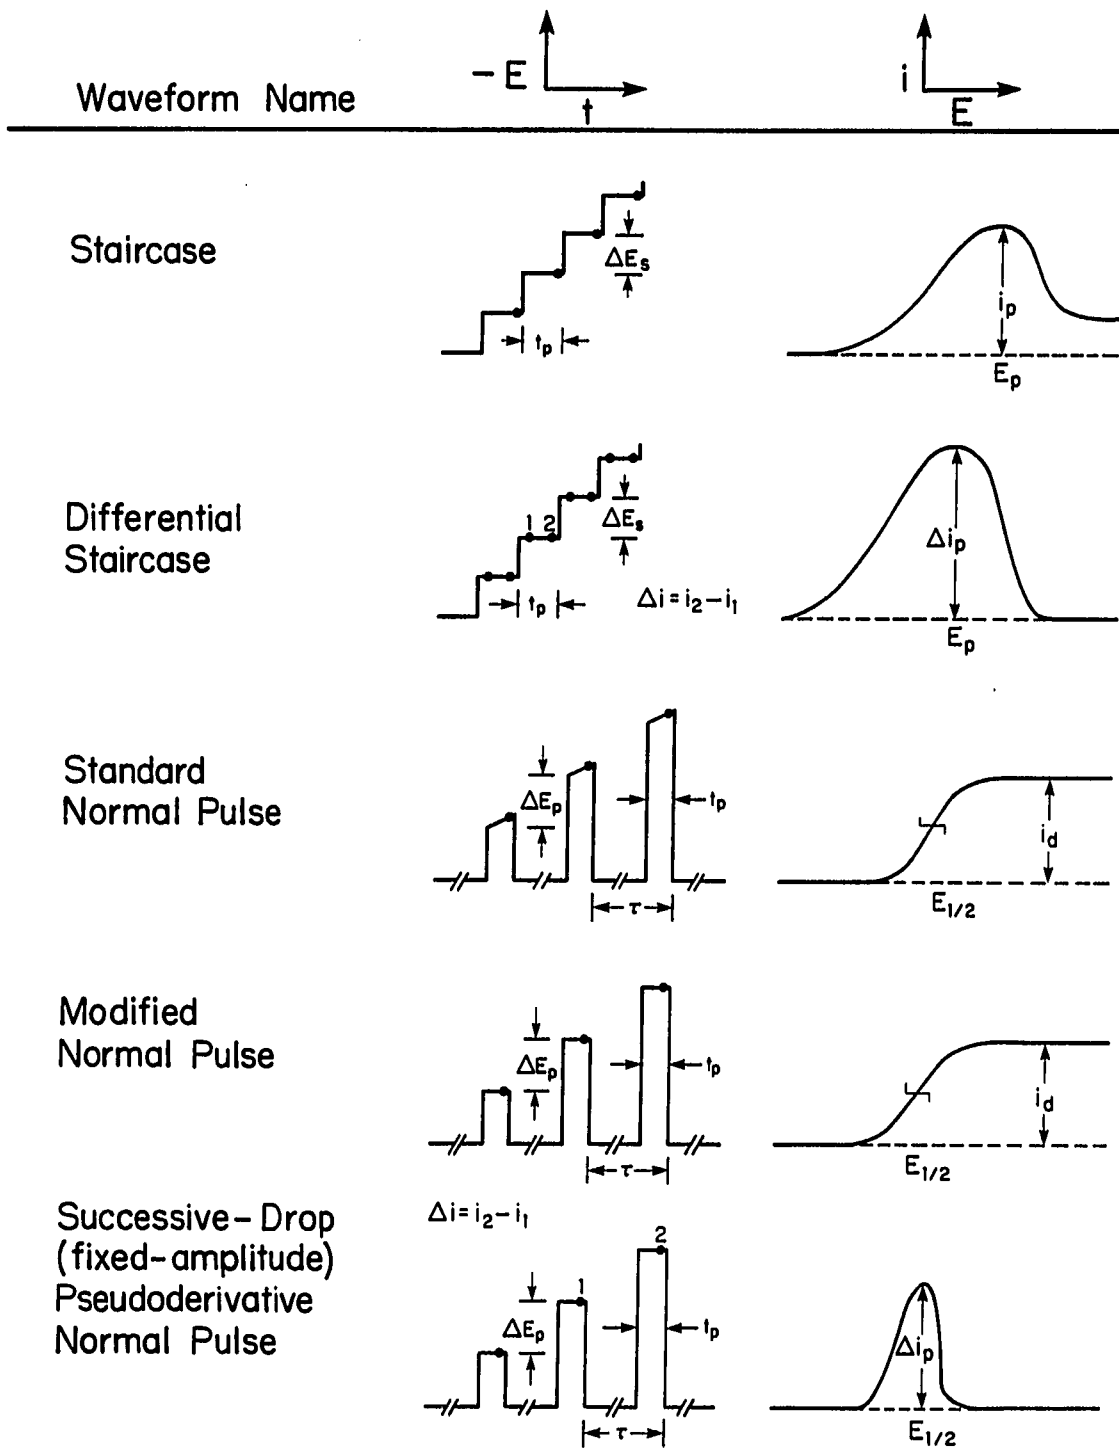 Waveform Name
- E
t
i
E
Staircase
ΔEs
tp
ip
Ep
Differential
Staircase
1 2
ΔEs
tp
Δi = i2 – i1
Δip
Ep
Standard
Normal Pulse
ΔEp
tp
τ
id
E1/2
Modified
Normal Pulse
ΔEp
tp
τ
id
E1/2
Successive-Drop
(fixed-amplitude)
Pseudoderivative
Normal Pulse
Δi = i2 – i1
1
2
ΔEp
tp
τ
Δip
E1/2